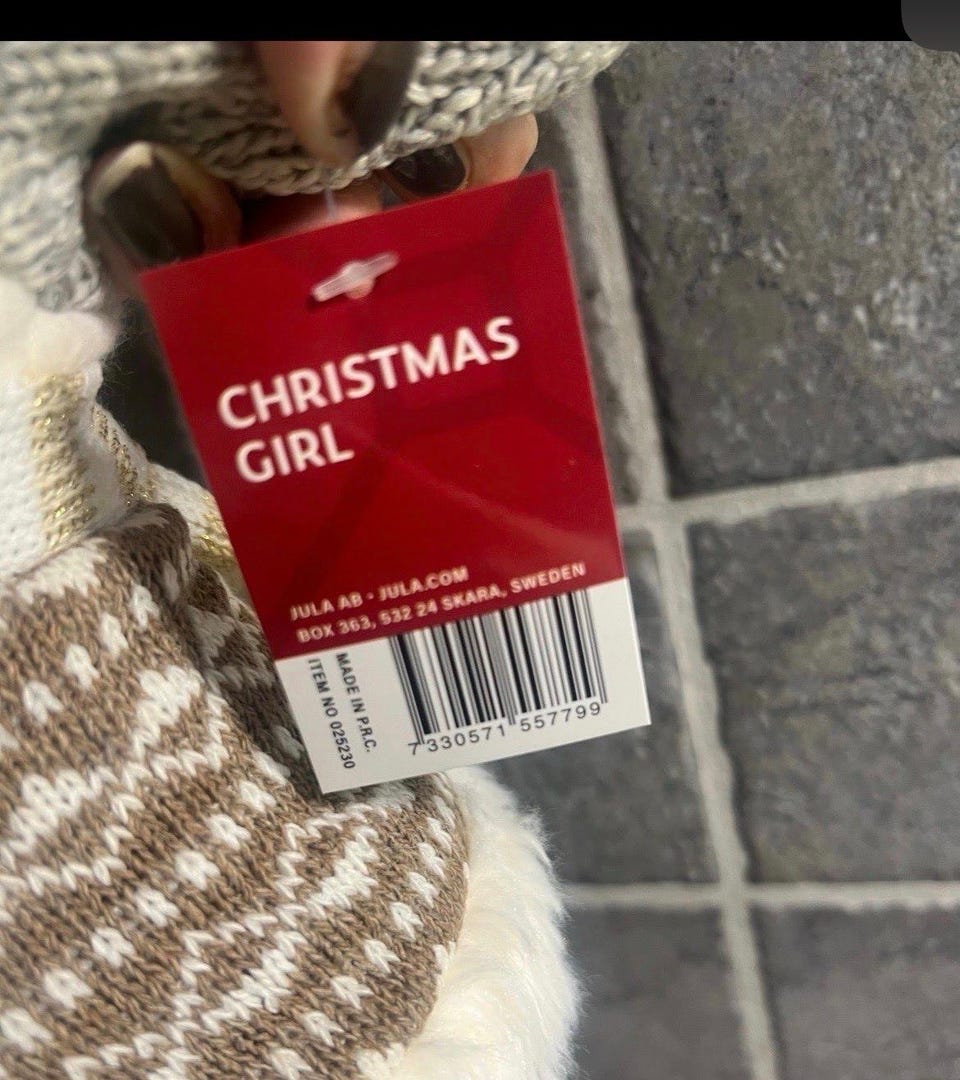 CHRISTMAS
GIRL
JULA AB · JULA.COM
BOX 363, 532 24 SKARA, SWEDEN
MADE IN P.R.C.
ITEM NO 025230
7 330571 557799